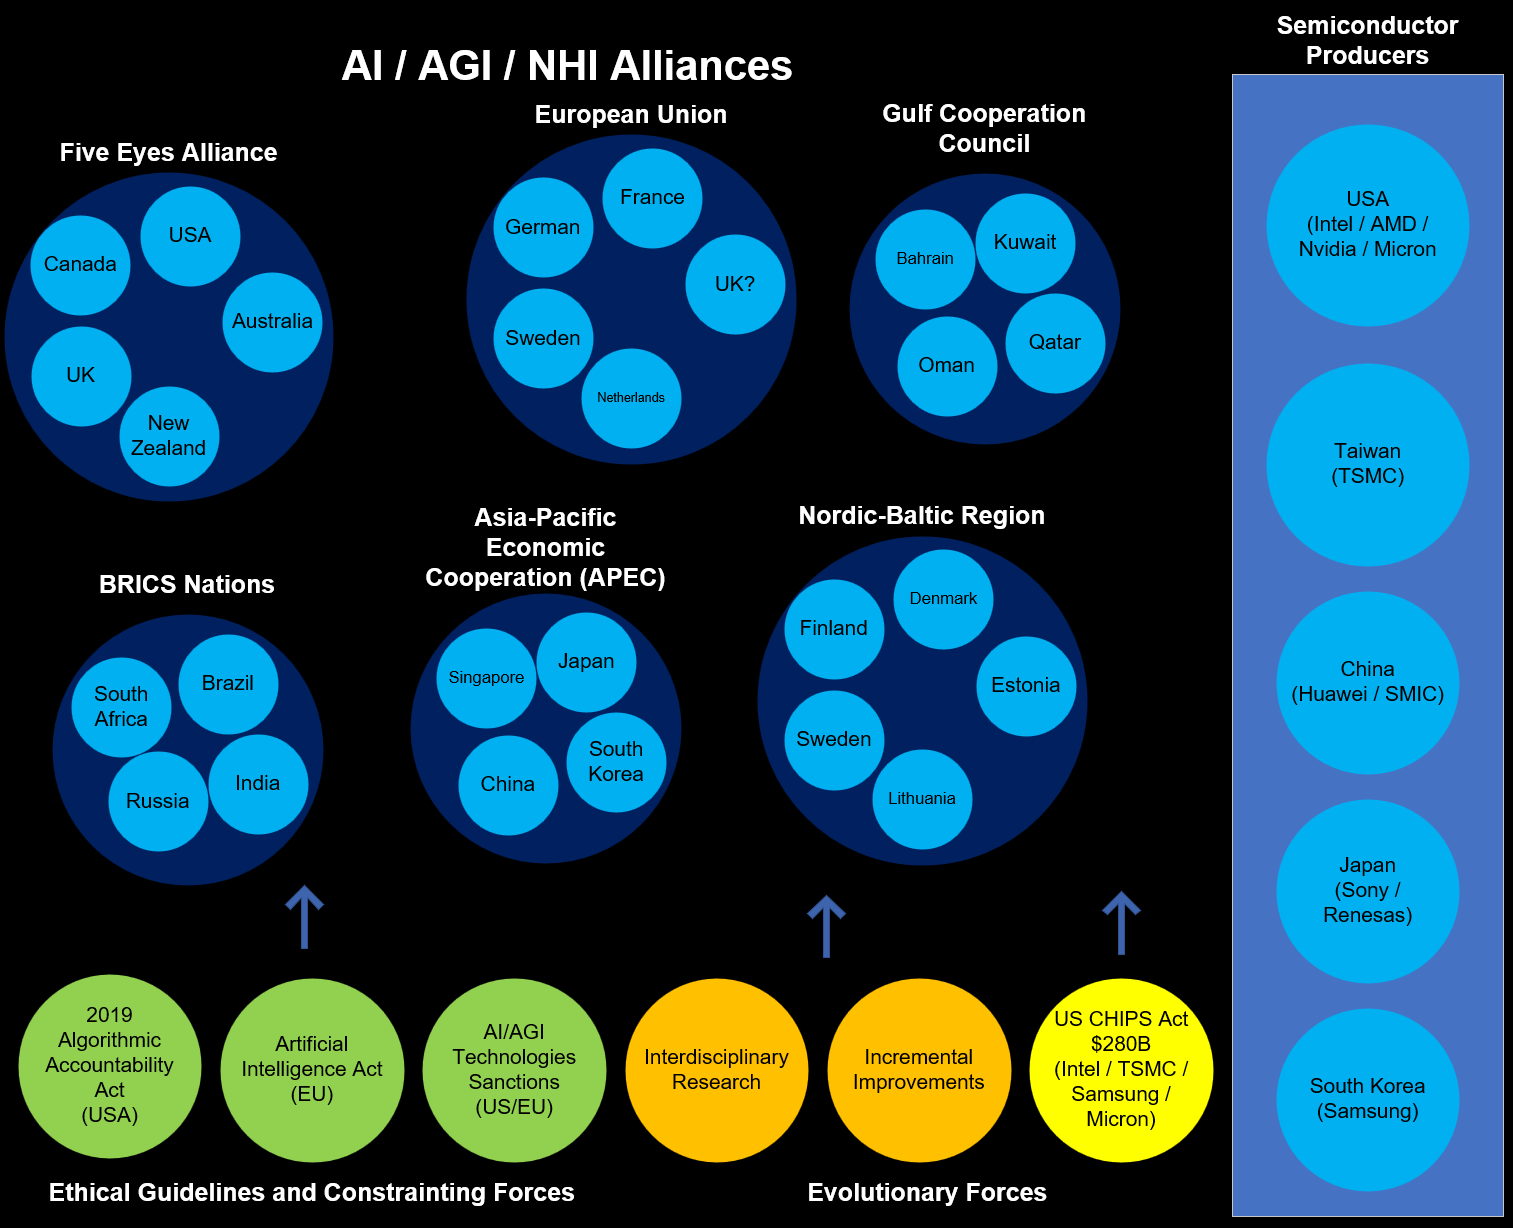 AI / AGI / NHI Alliances
Five Eyes Alliance
Canada
USA
Australia
UK
New
Zealand
European Union
German
France
UK?
Sweden
Netherlands
Gulf Cooperation
Council
Bahrain
Kuwait
Oman
Qatar
BRICS Nations
South
Africa
Brazil
Russia
India
Asia-Pacific
Economic
Cooperation (APEC)
Singapore
Japan
China
South
Korea
Nordic-Baltic Region
Finland
Denmark
Estonia
Sweden
Lithuania
2019
Algorithmic
Accountability
Act
(USA)
Artificial
Intelligence Act
(EU)
AI/AGI
Technologies
Sanctions
(US/EU)
Interdisciplinary
Research
Incremental
Improvements
US CHIPS Act
$280B
(Intel / TSMC /
Samsung /
Micron)
Ethical Guidelines and Constrainting Forces
Evolutionary Forces
Semiconductor
Producers
USA
(Intel / AMD /
Nvidia / Micron
Taiwan
(TSMC)
China
(Huawei / SMIC)
Japan
(Sony /
Renesas)
South Korea
(Samsung)